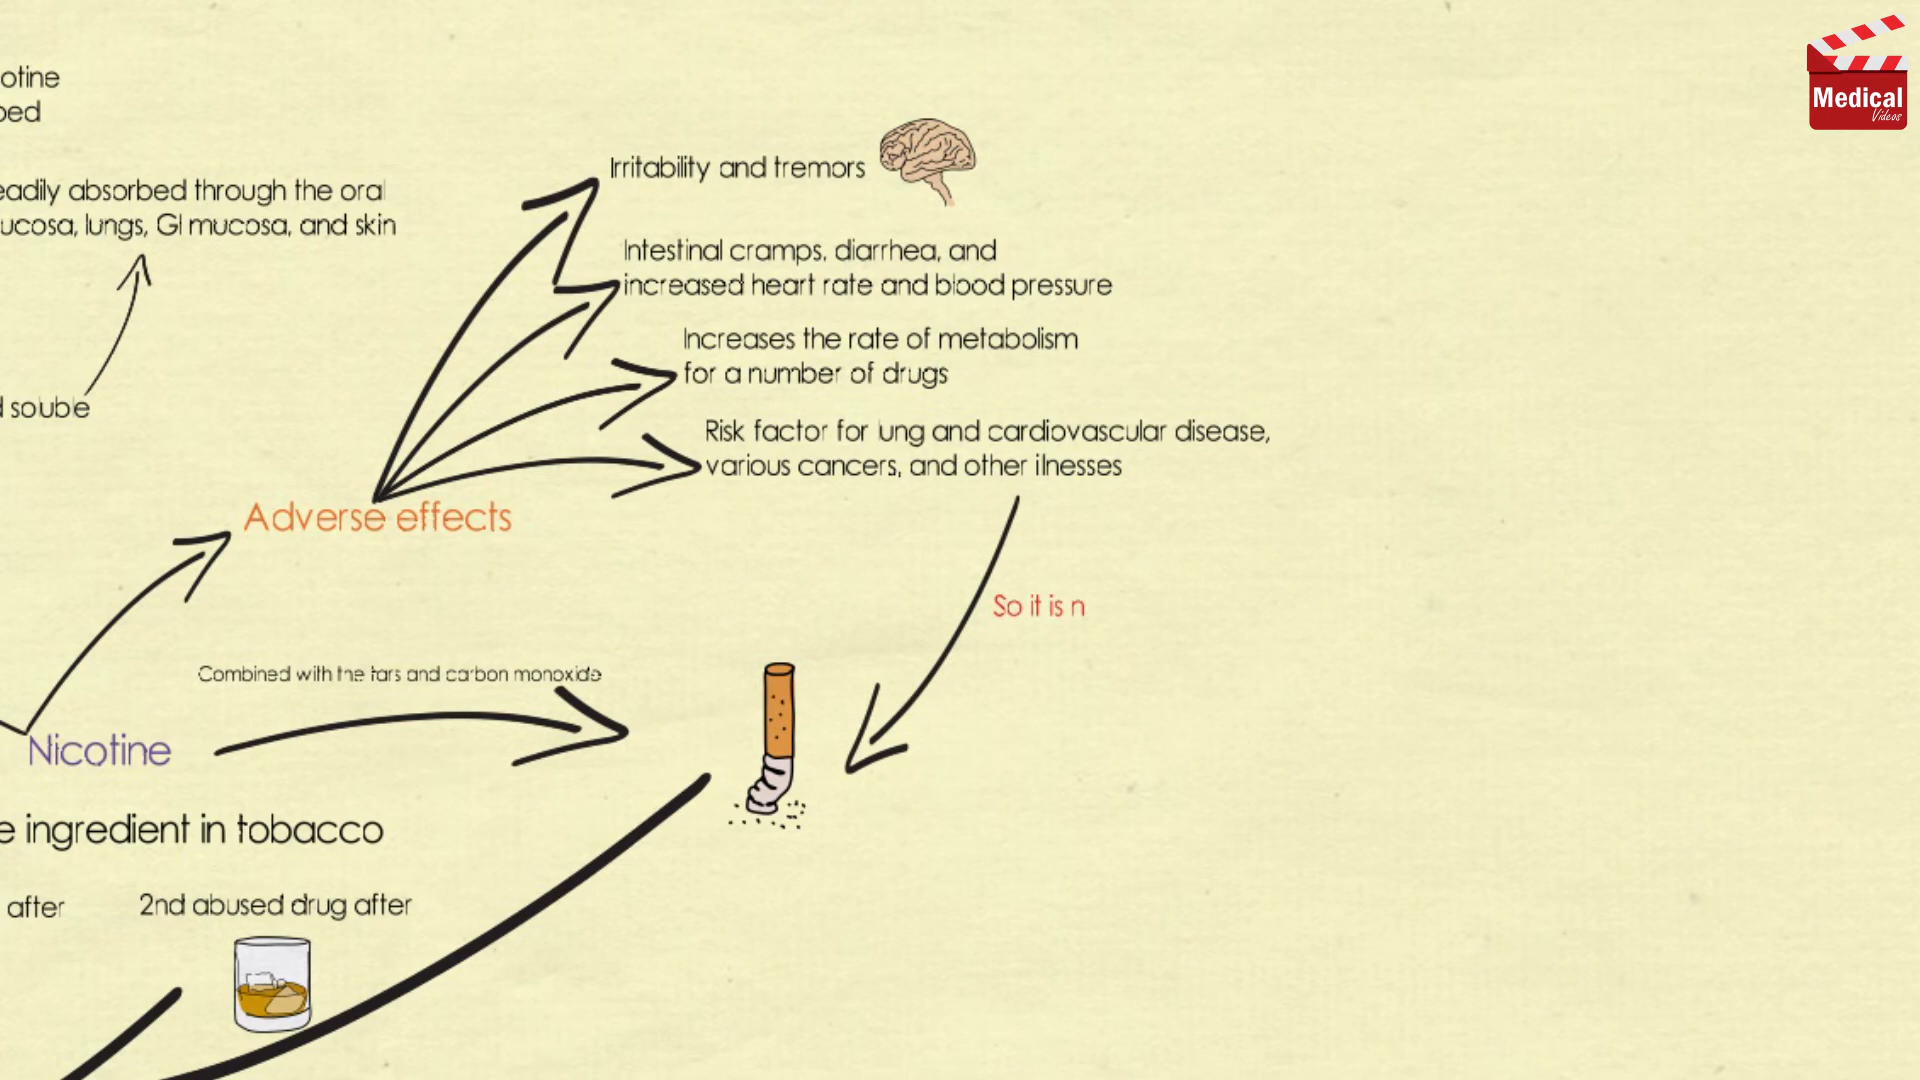 otine
bed
eadily absorbed through the oral
ucosa, lungs, GI mucosa, and skin
d souble
Irritability and tremors
Intestinal cramps, diarrhea, and
increased heart rate and blood pressure
Increases the rate of metabolism
for a number of drugs
Risk factor for lung and cardiovascular disease,
various cancers, and other ilnesses
Adverse effects
So it is n
Combined with the tars and carbon monoxide
Nicotine
e ingredient in tobacco
after
2nd abused drug after
Medical
Videos